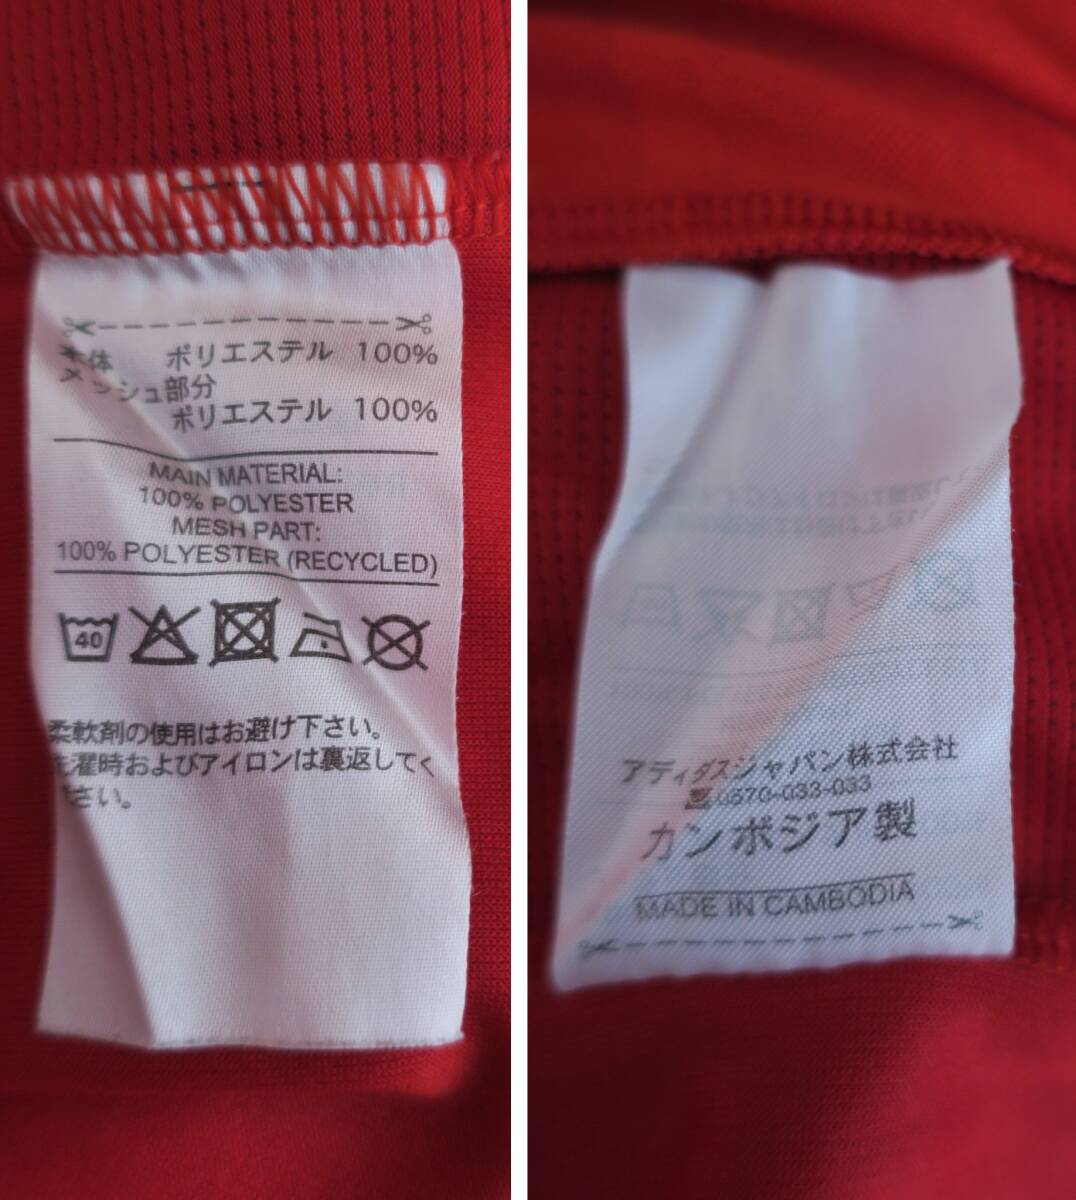 本体 ポリエステル 100%
メッシュ部分
ポリエステル 100%
MAIN MATERIAL:
100% POLYESTER
MESH PART:
100% POLYESTER (RECYCLED)
40
柔軟剤の使用はお避け下さい。
洗濯時およびアイロンは裏返してく
ださい。
アディダスジャパン株式会社
☎0570-033-033
カンボジア製
MADE IN CAMBODIA